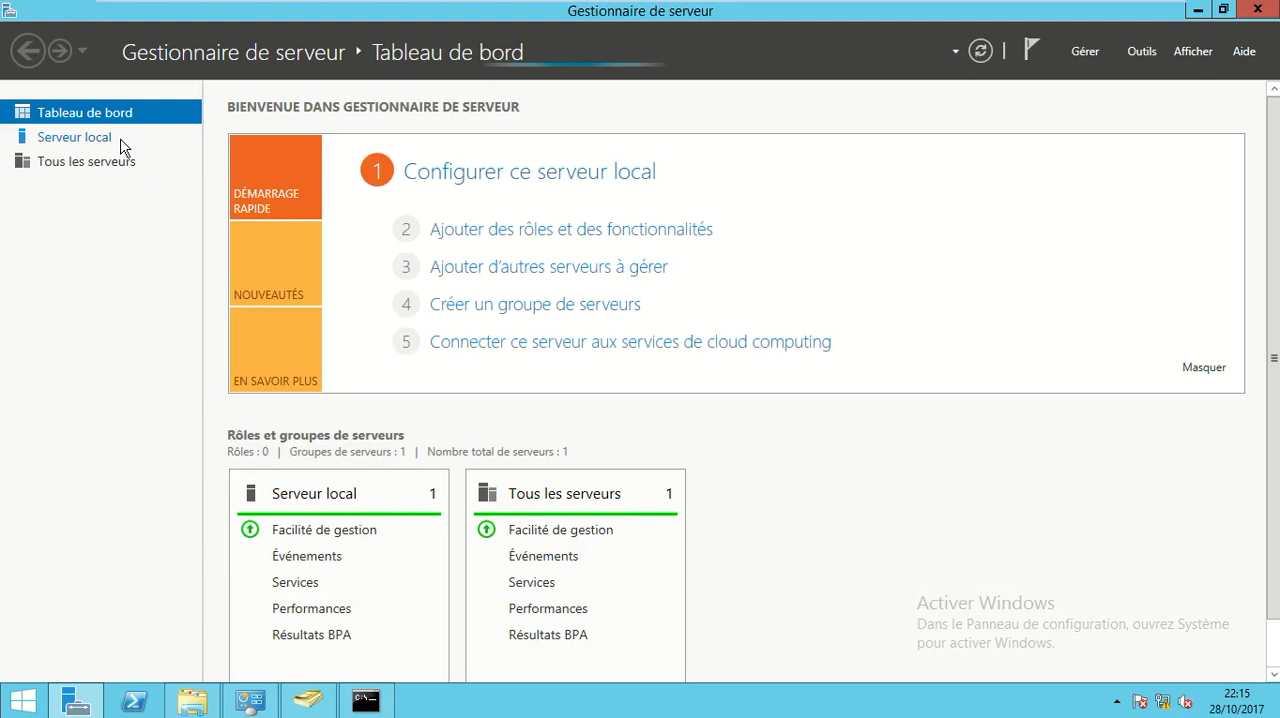 Gestionnaire de serveur
Gestionnaire de serveur ‣ Tableau de bord
Gérer Outils Afficher Aide
Tableau de bord
Serveur local
Tous les serveurs
BIENVENUE DANS GESTIONNAIRE DE SERVEUR
DÉMARRAGE
RAPIDE
NOUVEAUTÉS
EN SAVOIR PLUS
1 Configurer ce serveur local
2 Ajouter des rôles et des fonctionnalités
3 Ajouter d’autres serveurs à gérer
4 Créer un groupe de serveurs
5 Connecter ce serveur aux services de cloud computing
Masquer
Rôles et groupes de serveurs
Rôles : 0 | Groupes de serveurs : 1 | Nombre total de serveurs : 1
Serveur local 1
Facilité de gestion
Événements
Services
Performances
Résultats BPA
Tous les serveurs 1
Facilité de gestion
Événements
Services
Performances
Résultats BPA
Activer Windows
Dans le Panneau de configuration, ouvrez Système
pour activer Windows.
22:15
28/10/2017